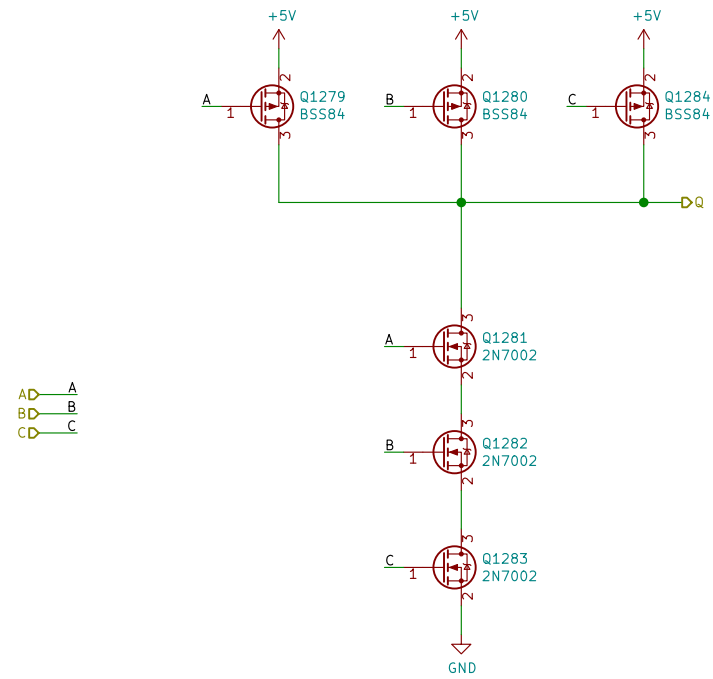 +5V +5V +5V
2 2 2
A Q1279 B Q1280 C Q1284
1 BSS84 1 BSS84 1 BSS84
3 3 3
Q
3
A Q1281
1 2N7002
2
A A
B B
C C
3
B Q1282
1 2N7002
2
3
C Q1283
1 2N7002
2
GND